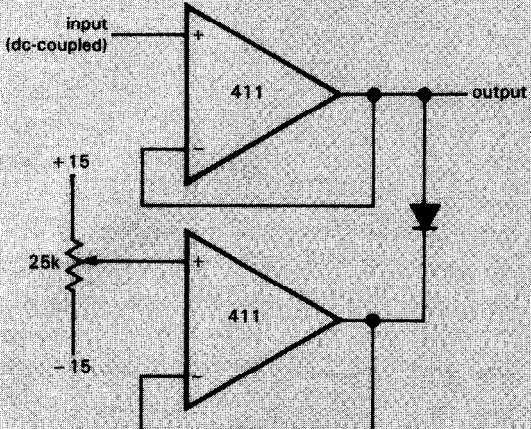 input
(dc-coupled)
+
411
output
−
+15
25k
+
411
−15
−